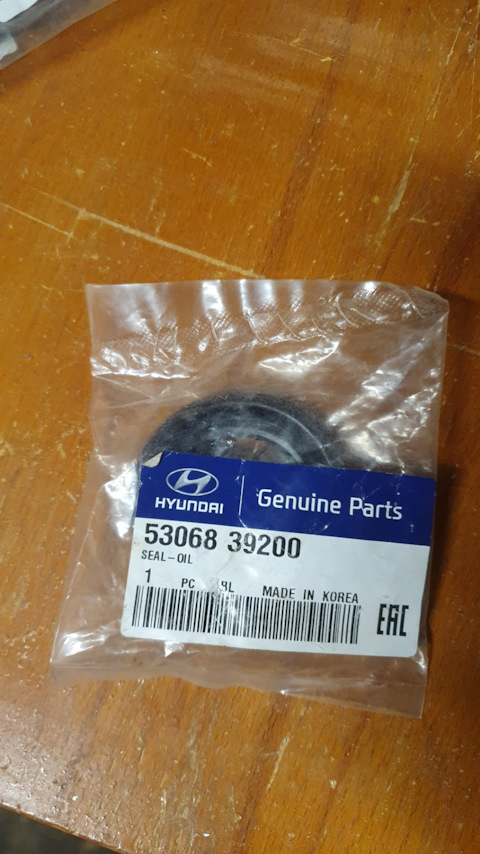 HYUNDAI
Genuine Parts
53068 39200
SEAL-OIL
1 PC BL MADE IN KOREA
EAC